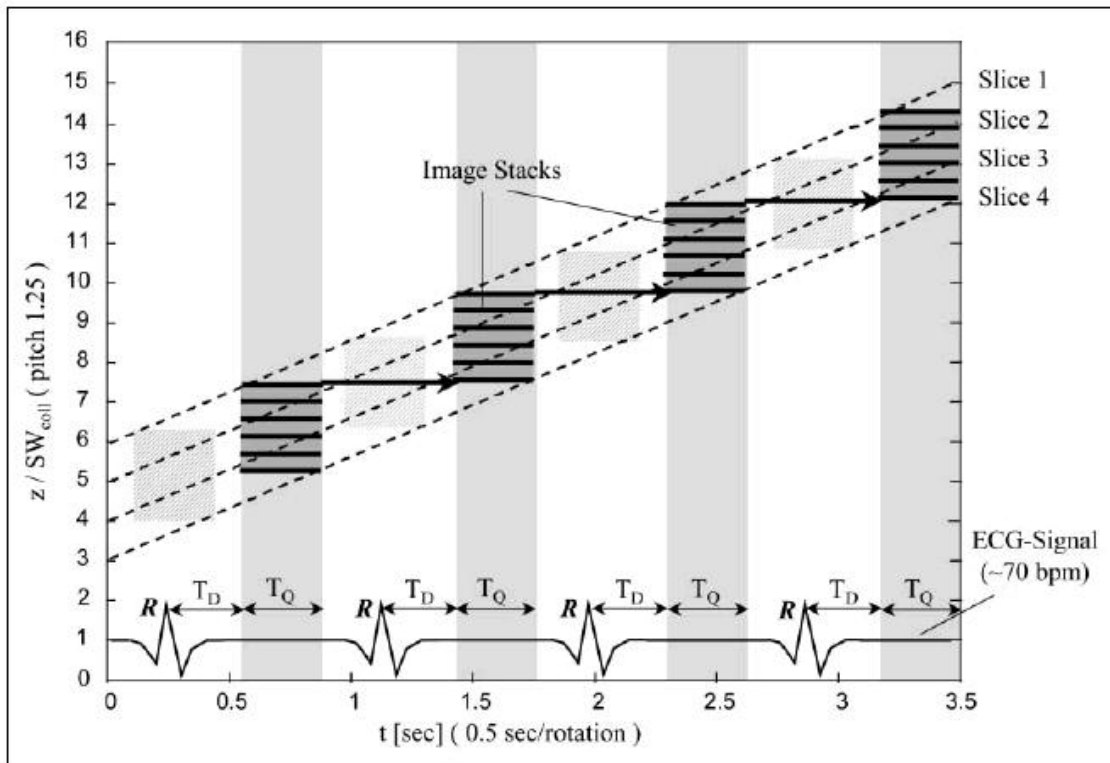 16
15
14
13
12
11
10
9
8
7
6
5
4
3
2
1
0
z / SWcoll ( pitch 1.25)
Slice 1
Slice 2
Slice 3
Slice 4
Image Stacks
ECG-Signal
(~70 bpm)
R TD TQ R TD TQ R TD TQ R TD TQ
0 0.5 1 1.5 2 2.5 3 3.5
t [sec] ( 0.5 sec/rotation )